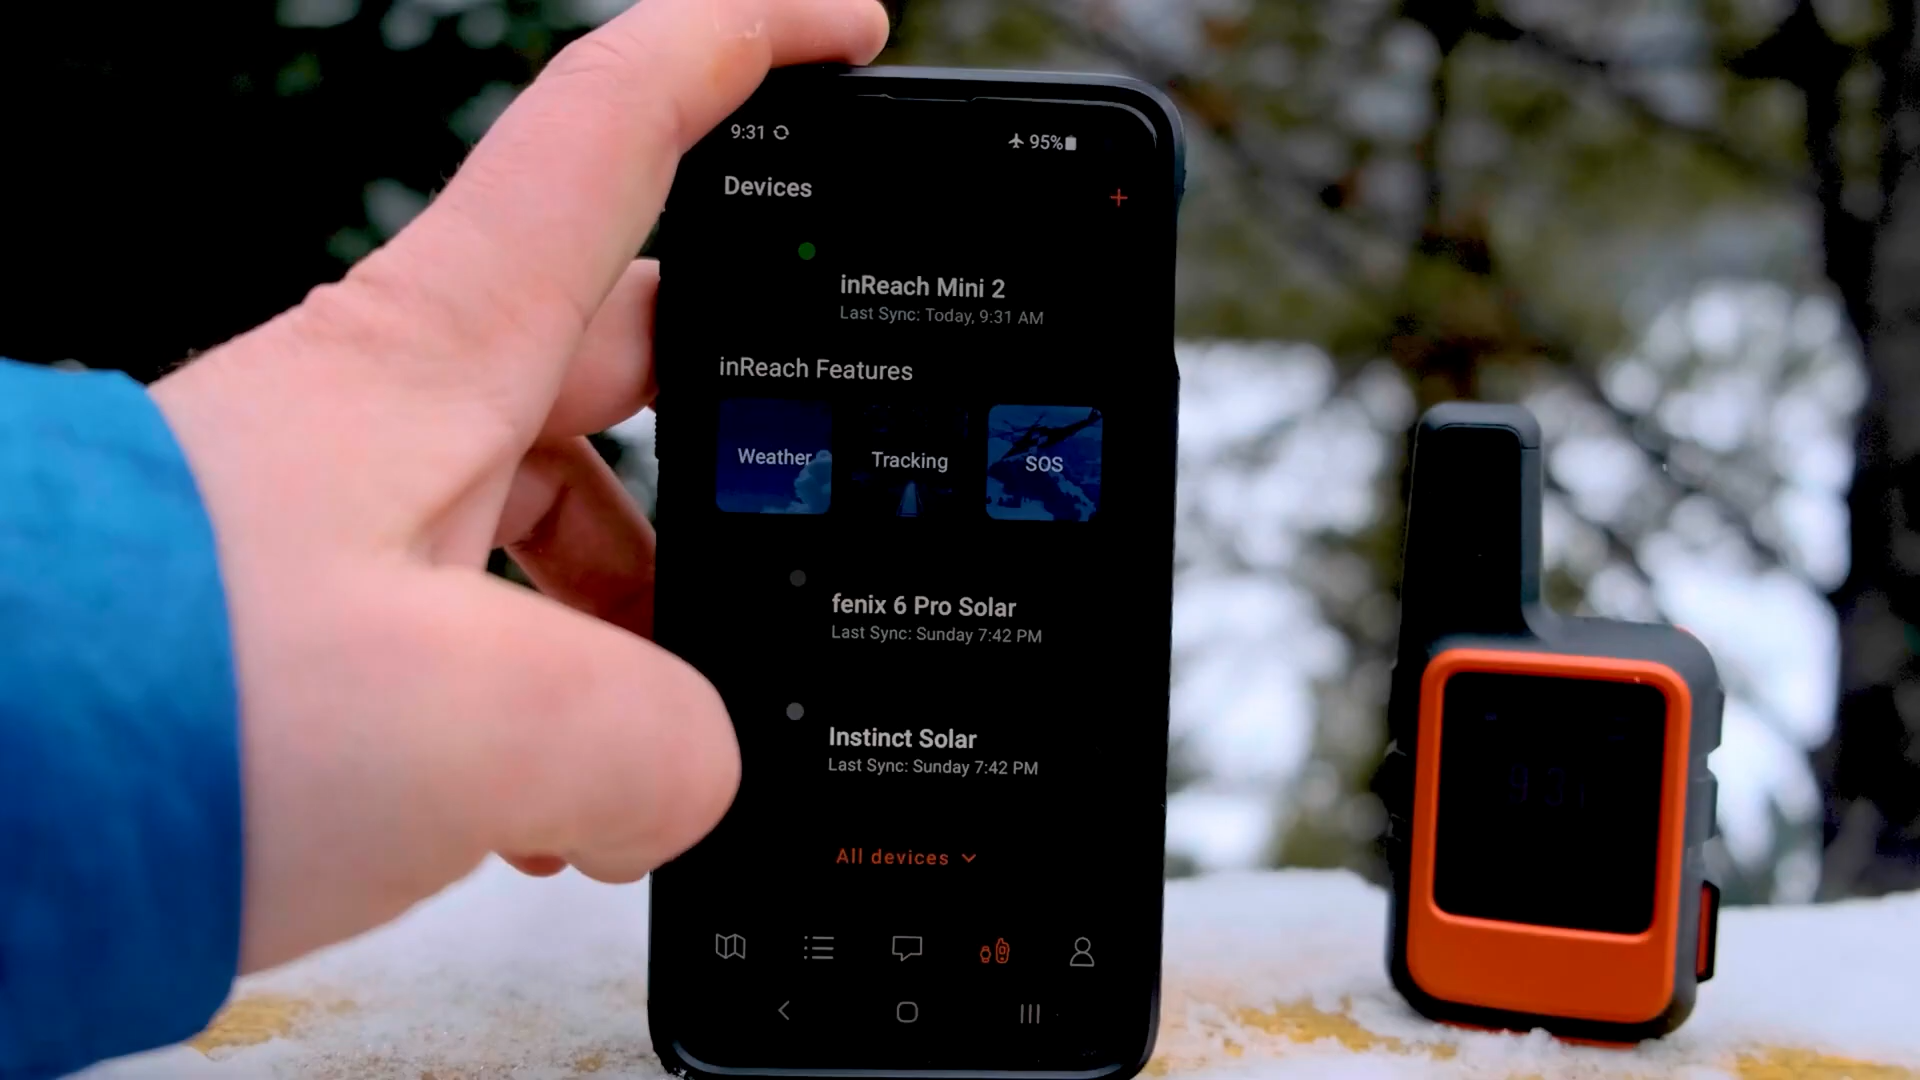 9:31
95%
Devices
+
inReach Mini 2
Last Sync: Today, 9:31 AM
inReach Features
Weather
Tracking
SOS
fenix 6 Pro Solar
Last Sync: Sunday 7:42 PM
Instinct Solar
Last Sync: Sunday 7:42 PM
All devices
9:31